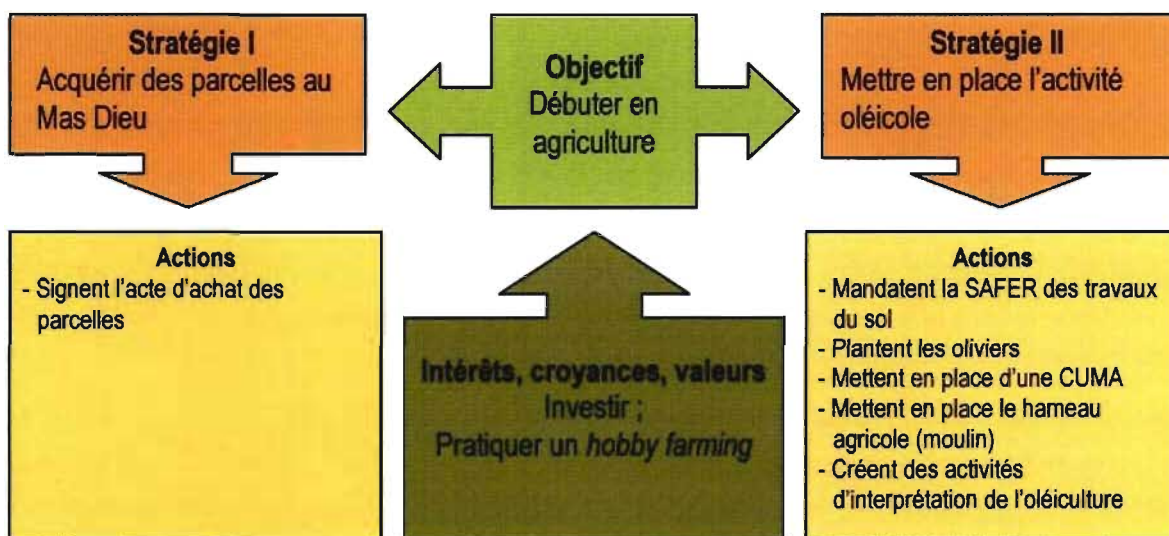 Stratégie I
Acquérir des parcelles au
Mas Dieu
Objectif
Débuter en
agriculture
Stratégie II
Mettre en place l'activité
oléicole
Actions
- Signent l'acte d'achat des
parcelles
Intérêts, croyances, valeurs
Investir ;
Pratiquer un hobby farming
Actions
- Mandatent la SAFER des travaux
du sol
- Plantent les oliviers
- Mettent en place d'une CUMA
- Mettent en place le hameau
agricole (moulin)
- Créent des activités
d'interprétation de l'oléiculture